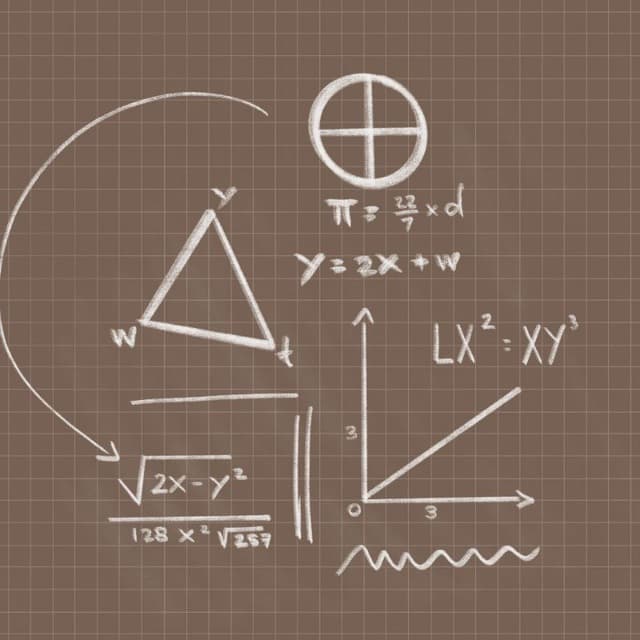 y
π = 22/7 × d
y = 2x + w
w
t
LX² = XY³
3
0
3
√2x - y²
128 x² √257